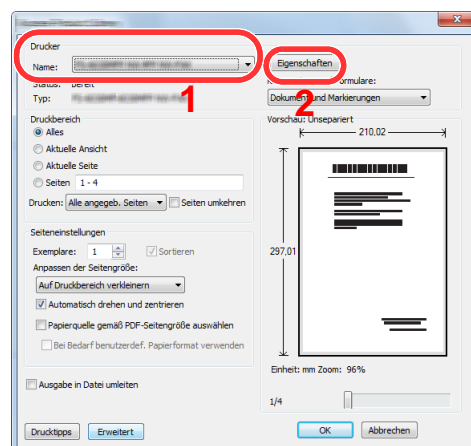 Drucker
Name:
1
Eigenschaften
2
Status: Bereit
Typ:
Formulare:
Dokument und Markierungen
Druckbereich
Alles
Aktuelle Ansicht
Aktuelle Seite
Seiten 1 - 4
Drucken: Alle angegeb. Seiten Seiten umkehren
Seiteneinstellungen
Exemplare: 1 Sortieren
Anpassen der Seitengröße:
Auf Druckbereich verkleinern
Automatisch drehen und zentrieren
Papierquelle gemäß PDF-Seitengröße auswählen
Bei Bedarf benutzerdef. Papierformat verwenden
Ausgabe in Datei umleiten
Vorschau: Unsepariert
210,02
297,01
Einheit: mm Zoom: 96%
1/4
Drucktipps Erweitert
OK Abbrechen